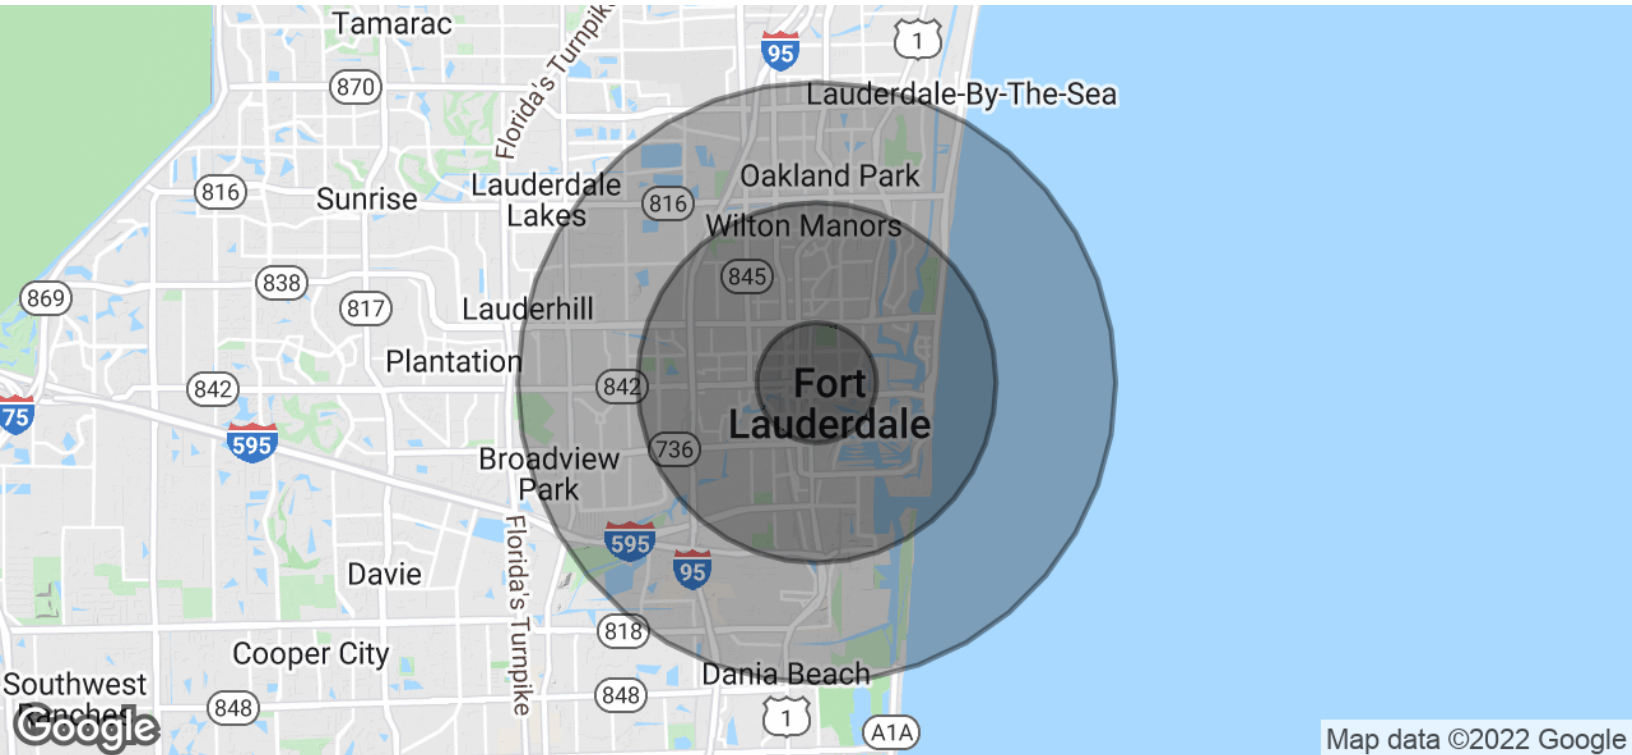 Tamarac
1
95
870
Florida's Turnpike
Lauderdale-By-The-Sea
Oakland Park
816
Sunrise
Lauderdale
Lakes
816
Wilton Manors
845
838
869
817
Lauderhill
Plantation
842
842
Fort
Lauderdale
75
595
736
Broadview
Park
Florida's Turnpike
595
95
Davie
818
Cooper City
Dania Beach
Southwest
Ranches
848
848
1
A1A
Google
Map data ©2022 Google